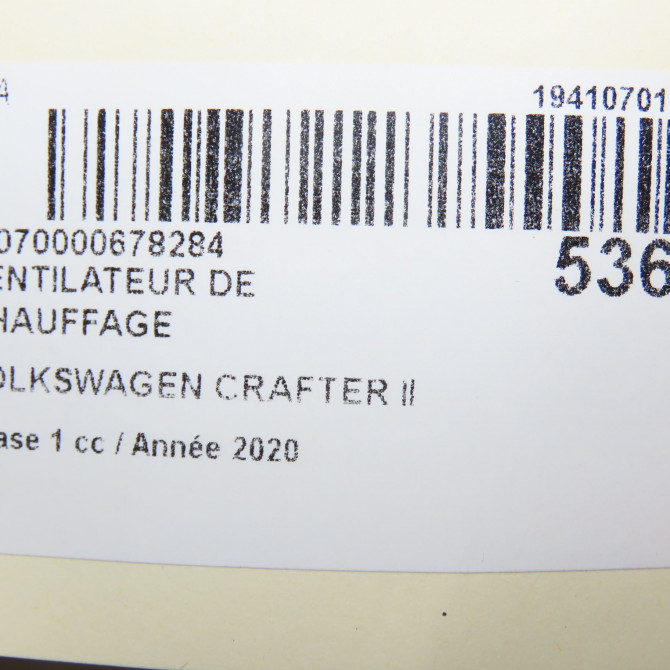 19410701
070000678284
536
ENTILATEUR DE
HAUFFAGE
OLKSWAGEN CRAFTER II
ase 1 cc / Année 2020